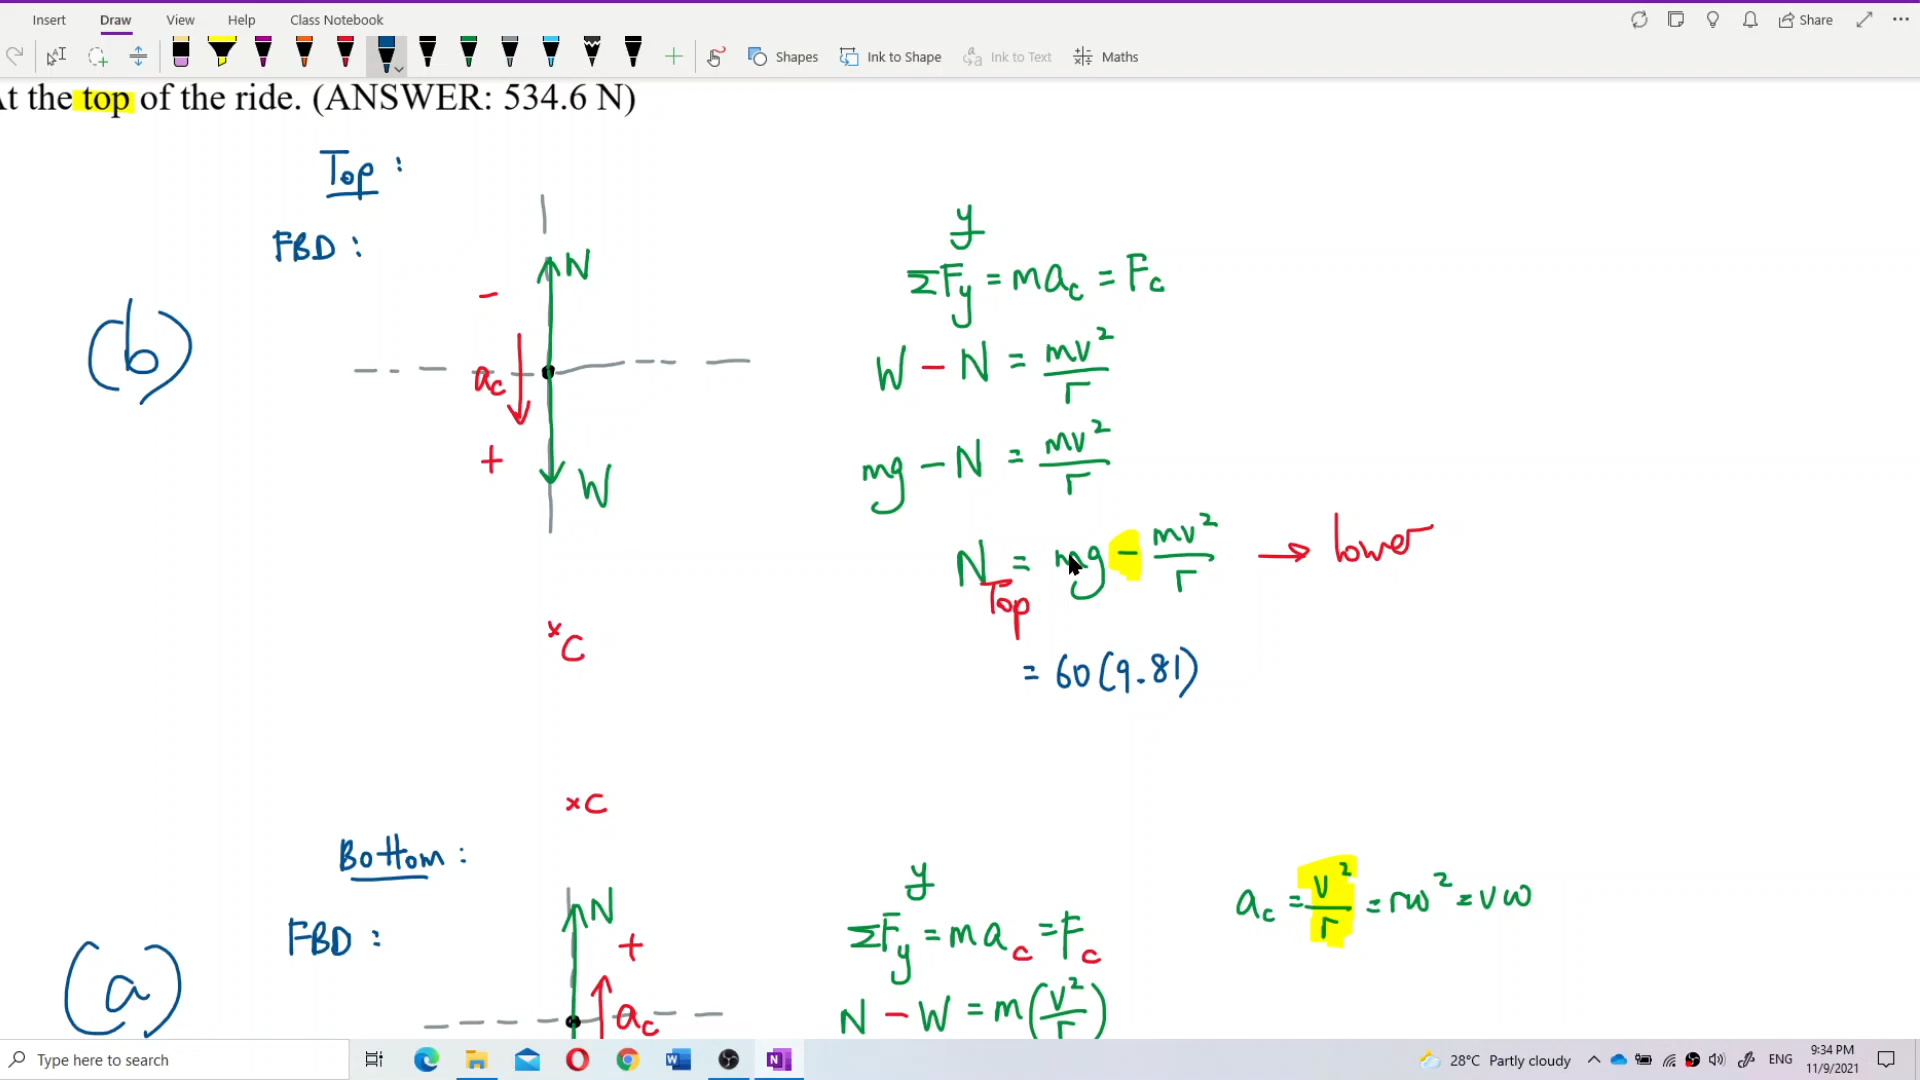 Insert Draw View Help Class Notebook Share
Shapes Ink to Shape Ink to Text Maths
At the top of the ride. (ANSWER: 534.6 N)
Top :
FBD :
(b)
N
-
ac
+
W
×C
y
ΣFy = mac = Fc
W - N = mv²/r
mg - N = mv²/r
N Top = mg - mv²/r → lower
= 60(9.81)
×C
Bottom :
FBD :
(a)
N
+
ac
y
ΣFy = mac = Fc
N - W = m(v²/r)
ac = v²/r = rω² = vω
Type here to search 28°C Partly cloudy ENG 9:34 PM
11/9/2021